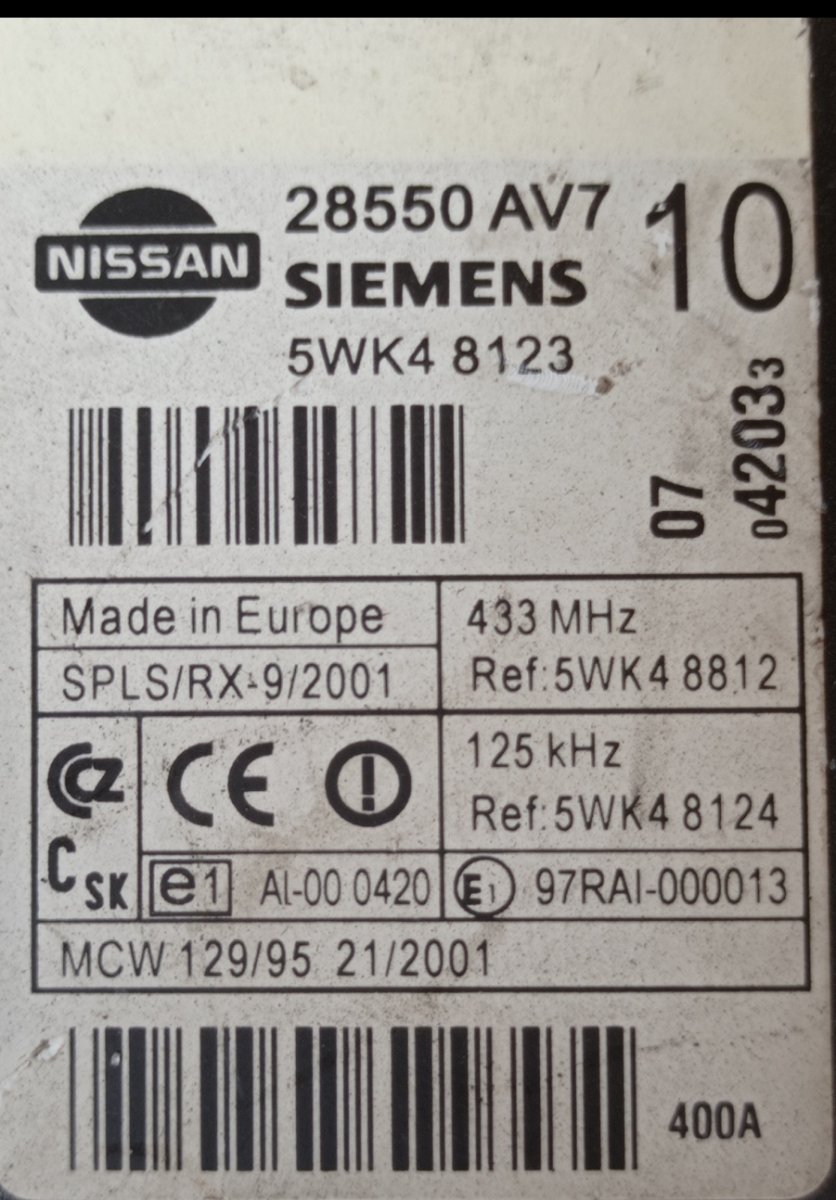 NISSAN
28550 AV7 10
SIEMENS
5WK4 8123
07
042033
Made in Europe
433 MHz
Ref:5WK4 8812
SPLS/RX-9/2001
CE
125 kHz
Ref:5WK4 8124
C SK
e1 AI-00 0420
E1 97RAI-000013
MCW 129/95 21/2001
400A